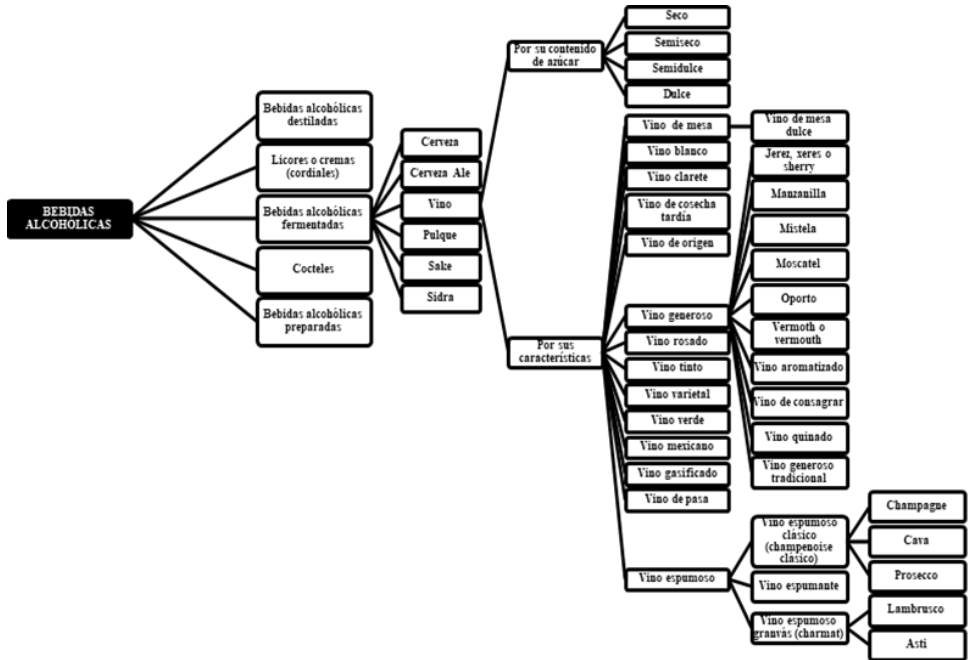 BEBIDAS
ALCOHÓLICAS
Bebidas alcohólicas
destiladas
Licores o cremas
(cordiales)
Bebidas alcohólicas
fermentadas
Cocteles
Bebidas alcohólicas
preparadas
Cerveza
Cerveza Ale
Vino
Pulque
Sake
Sidra
Por su contenido
de azúcar
Por sus
características
Seco
Semiseco
Semidulce
Dulce
Vino de mesa
Vino blanco
Vino clarete
Vino de cosecha
tardía
Vino de origen
Vino generoso
Vino rosado
Vino tinto
Vino varietal
Vino verde
Vino mexicano
Vino gasificado
Vino de pasa
Vino espumoso
Vino de mesa
dulce
Jerez, xeres o
sherry
Manzanilla
Mistela
Moscatel
Oporto
Vermoth o
vermouth
Vino aromatizado
Vino de consagrar
Vino quinado
Vino generoso
tradicional
Vino espumoso
clásico
(champenoise
clásico)
Vino espumante
Vino espumoso
granvás (charmat)
Champagne
Cava
Prosecco
Lambrusco
Asti